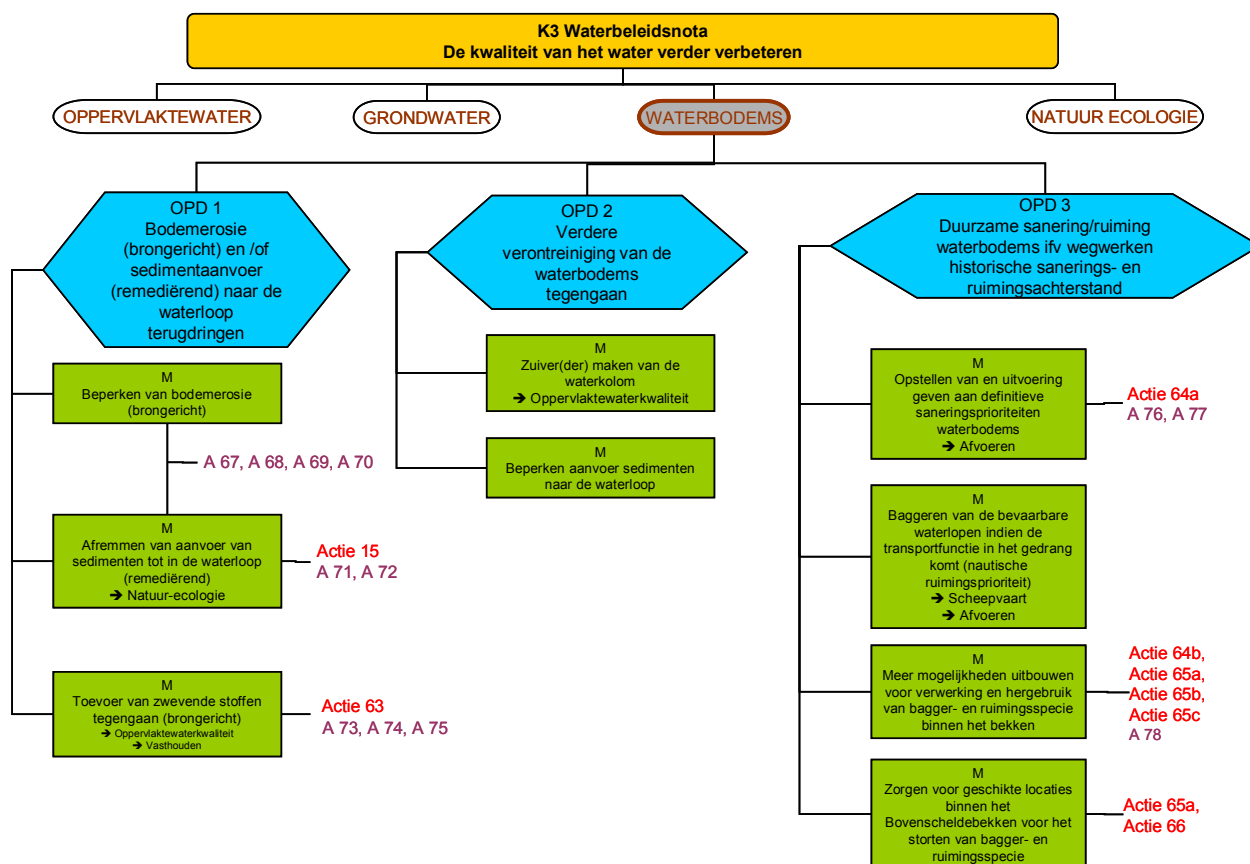 K3 Waterbeleidsnota
De kwaliteit van het water verder verbeteren
OPPERVLAKTEWATER
GRONDWATER
WATERBODEMS
NATUUR ECOLOGIE
OPD 1
Bodemerosie
(brongericht) en /of
sedimentaanvoer
(remediërend) naar de
waterloop
terugdringen
M
Beperken van bodemerosie
(brongericht)
A 67, A 68, A 69, A 70
M
Afremmen van aanvoer van
sedimenten tot in de waterloop
(remediërend)
➔ Natuur-ecologie
Actie 15
A 71, A 72
M
Toevoer van zwevende stoffen
tegengaan (brongericht)
➔ Oppervlaktewaterkwaliteit
➔ Vasthouden
Actie 63
A 73, A 74, A 75
OPD 2
Verdere
verontreiniging van de
waterbodems
tegengaan
M
Zuiver(der) maken van de
waterkolom
➔ Oppervlaktewaterkwaliteit
M
Beperken aanvoer sedimenten
naar de waterloop
OPD 3
Duurzame sanering/ruiming
waterbodems ifv wegwerken
historische sanerings- en
ruimingsachterstand
M
Opstellen van en uitvoering
geven aan definitieve
saneringsprioriteiten
waterbodems
➔ Afvoeren
Actie 64a
A 76, A 77
M
Baggeren van de bevaarbare
waterlopen indien de
transportfunctie in het gedrang
komt (nautische
ruimingsprioriteit)
➔ Scheepvaart
➔ Afvoeren
M
Meer mogelijkheden uitbouwen
voor verwerking en hergebruik
van bagger- en ruimingsspecie
binnen het bekken
Actie 64b,
Actie 65a,
Actie 65b,
Actie 65c
A 78
M
Zorgen voor geschikte locaties
binnen het
Bovenscheldebekken voor het
storten van bagger- en
ruimingsspecie
Actie 65a,
Actie 66